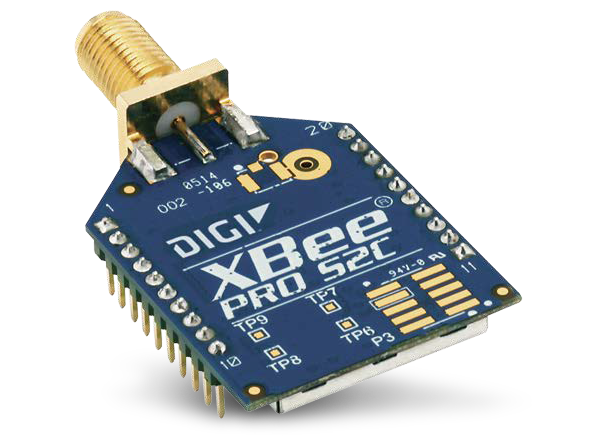 20
0514
002 -106
1
DIGI
XBee®
PRO S2C
11
94V-0
TP7
TP9
TP6
P3
10
TP8